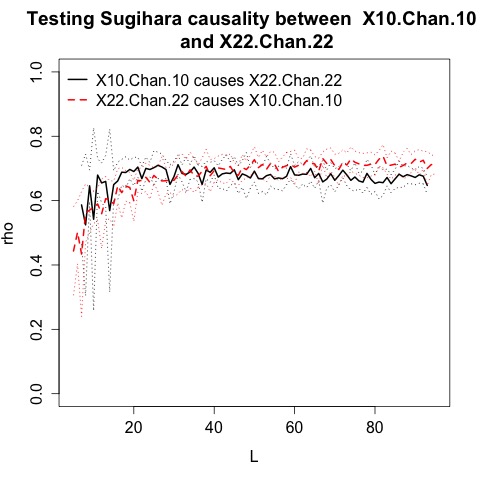 Testing Sugihara causality between  X10.Chan.10
and X22.Chan.22
X10.Chan.10 causes X22.Chan.22
X22.Chan.22 causes X10.Chan.10
1.0
0.8
0.6
0.4
0.2
0.0
rho
20 40 60 80
L